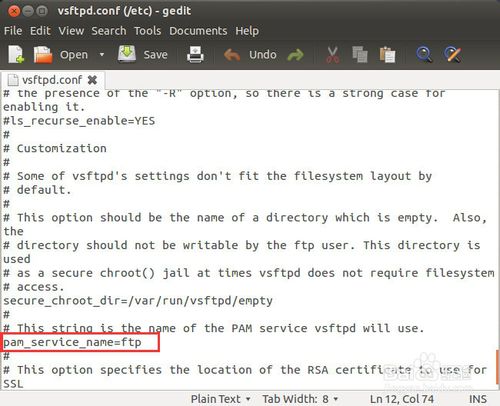 vsftpd.conf (/etc) - gedit
File Edit View Search Tools Documents Help
Open Save Undo
vsftpd.conf
# the presence of the "-R" option, so there is a strong case for
enabling it.
#ls_recurse_enable=YES
#
# Customization
#
# Some of vsftpd's settings don't fit the filesystem layout by
# default.
#
# This option should be the name of a directory which is empty.  Also,
the
# directory should not be writable by the ftp user. This directory is
used
# as a secure chroot() jail at times vsftpd does not require filesystem
# access.
secure_chroot_dir=/var/run/vsftpd/empty
#
# This string is the name of the PAM service vsftpd will use.
pam_service_name=ftp
#
# This option specifies the location of the RSA certificate to use for
SSL
Plain Text Tab Width: 8 Ln 12, Col 74 INS